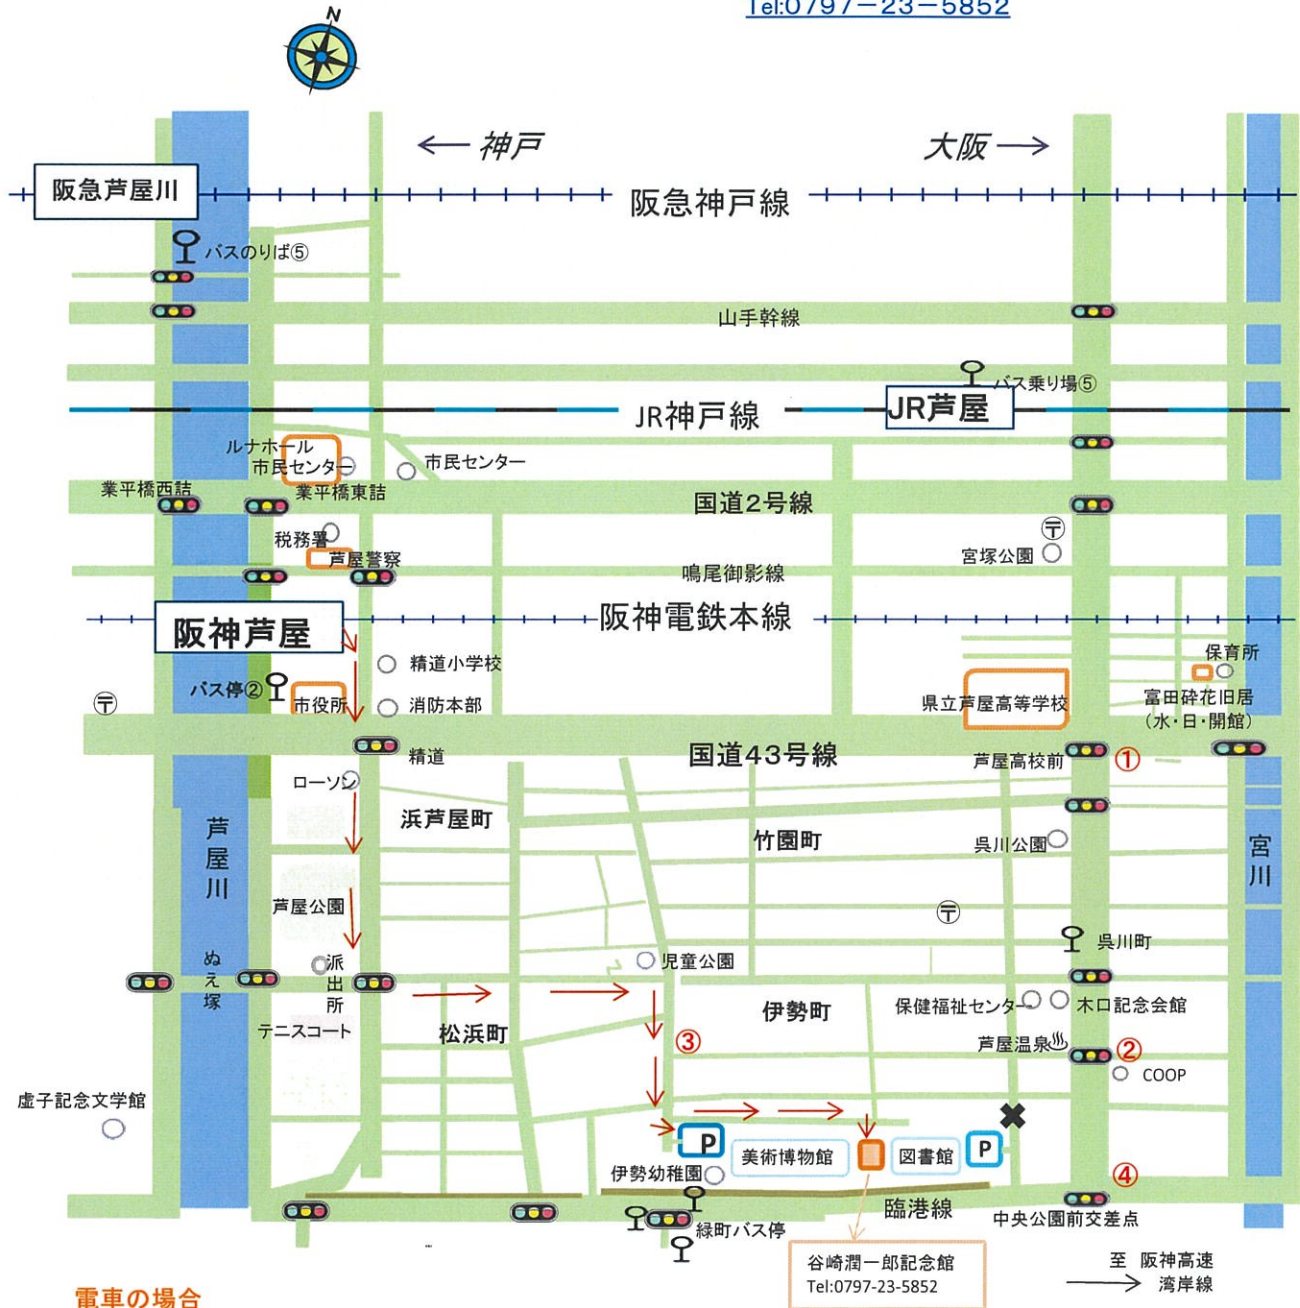 Tel:0797-23-5852
N
← 神戸
大阪 →
阪急芦屋川
阪急神戸線
バスのりば⑤
山手幹線
バス乗り場⑤
JR神戸線
JR芦屋
ルナホール
市民センター
市民センター
業平橋西詰
業平橋東詰
国道2号線
税務署
芦屋警察
〒
宮塚公園
鳴尾御影線
阪神芦屋
阪神電鉄本線
精道小学校
保育所
バス停②
市役所
消防本部
県立芦屋高等学校
富田砕花旧居
(水・日・開館)
〒
精道
国道43号線
芦屋高校前
①
ローソン
浜芦屋町
竹園町
呉川公園
芦屋川
宮川
芦屋公園
〒
呉川町
ぬえ塚
派出所
児童公園
保健福祉センター
木口記念会館
伊勢町
テニスコート
松浜町
③
芦屋温泉♨
②
COOP
虚子記念文学館
P
美術博物館
図書館
P
伊勢幼稚園
④
臨港線
緑町バス停
中央公園前交差点
谷崎潤一郎記念館
Tel:0797-23-5852
至 阪神高速
→ 湾岸線
電車の場合